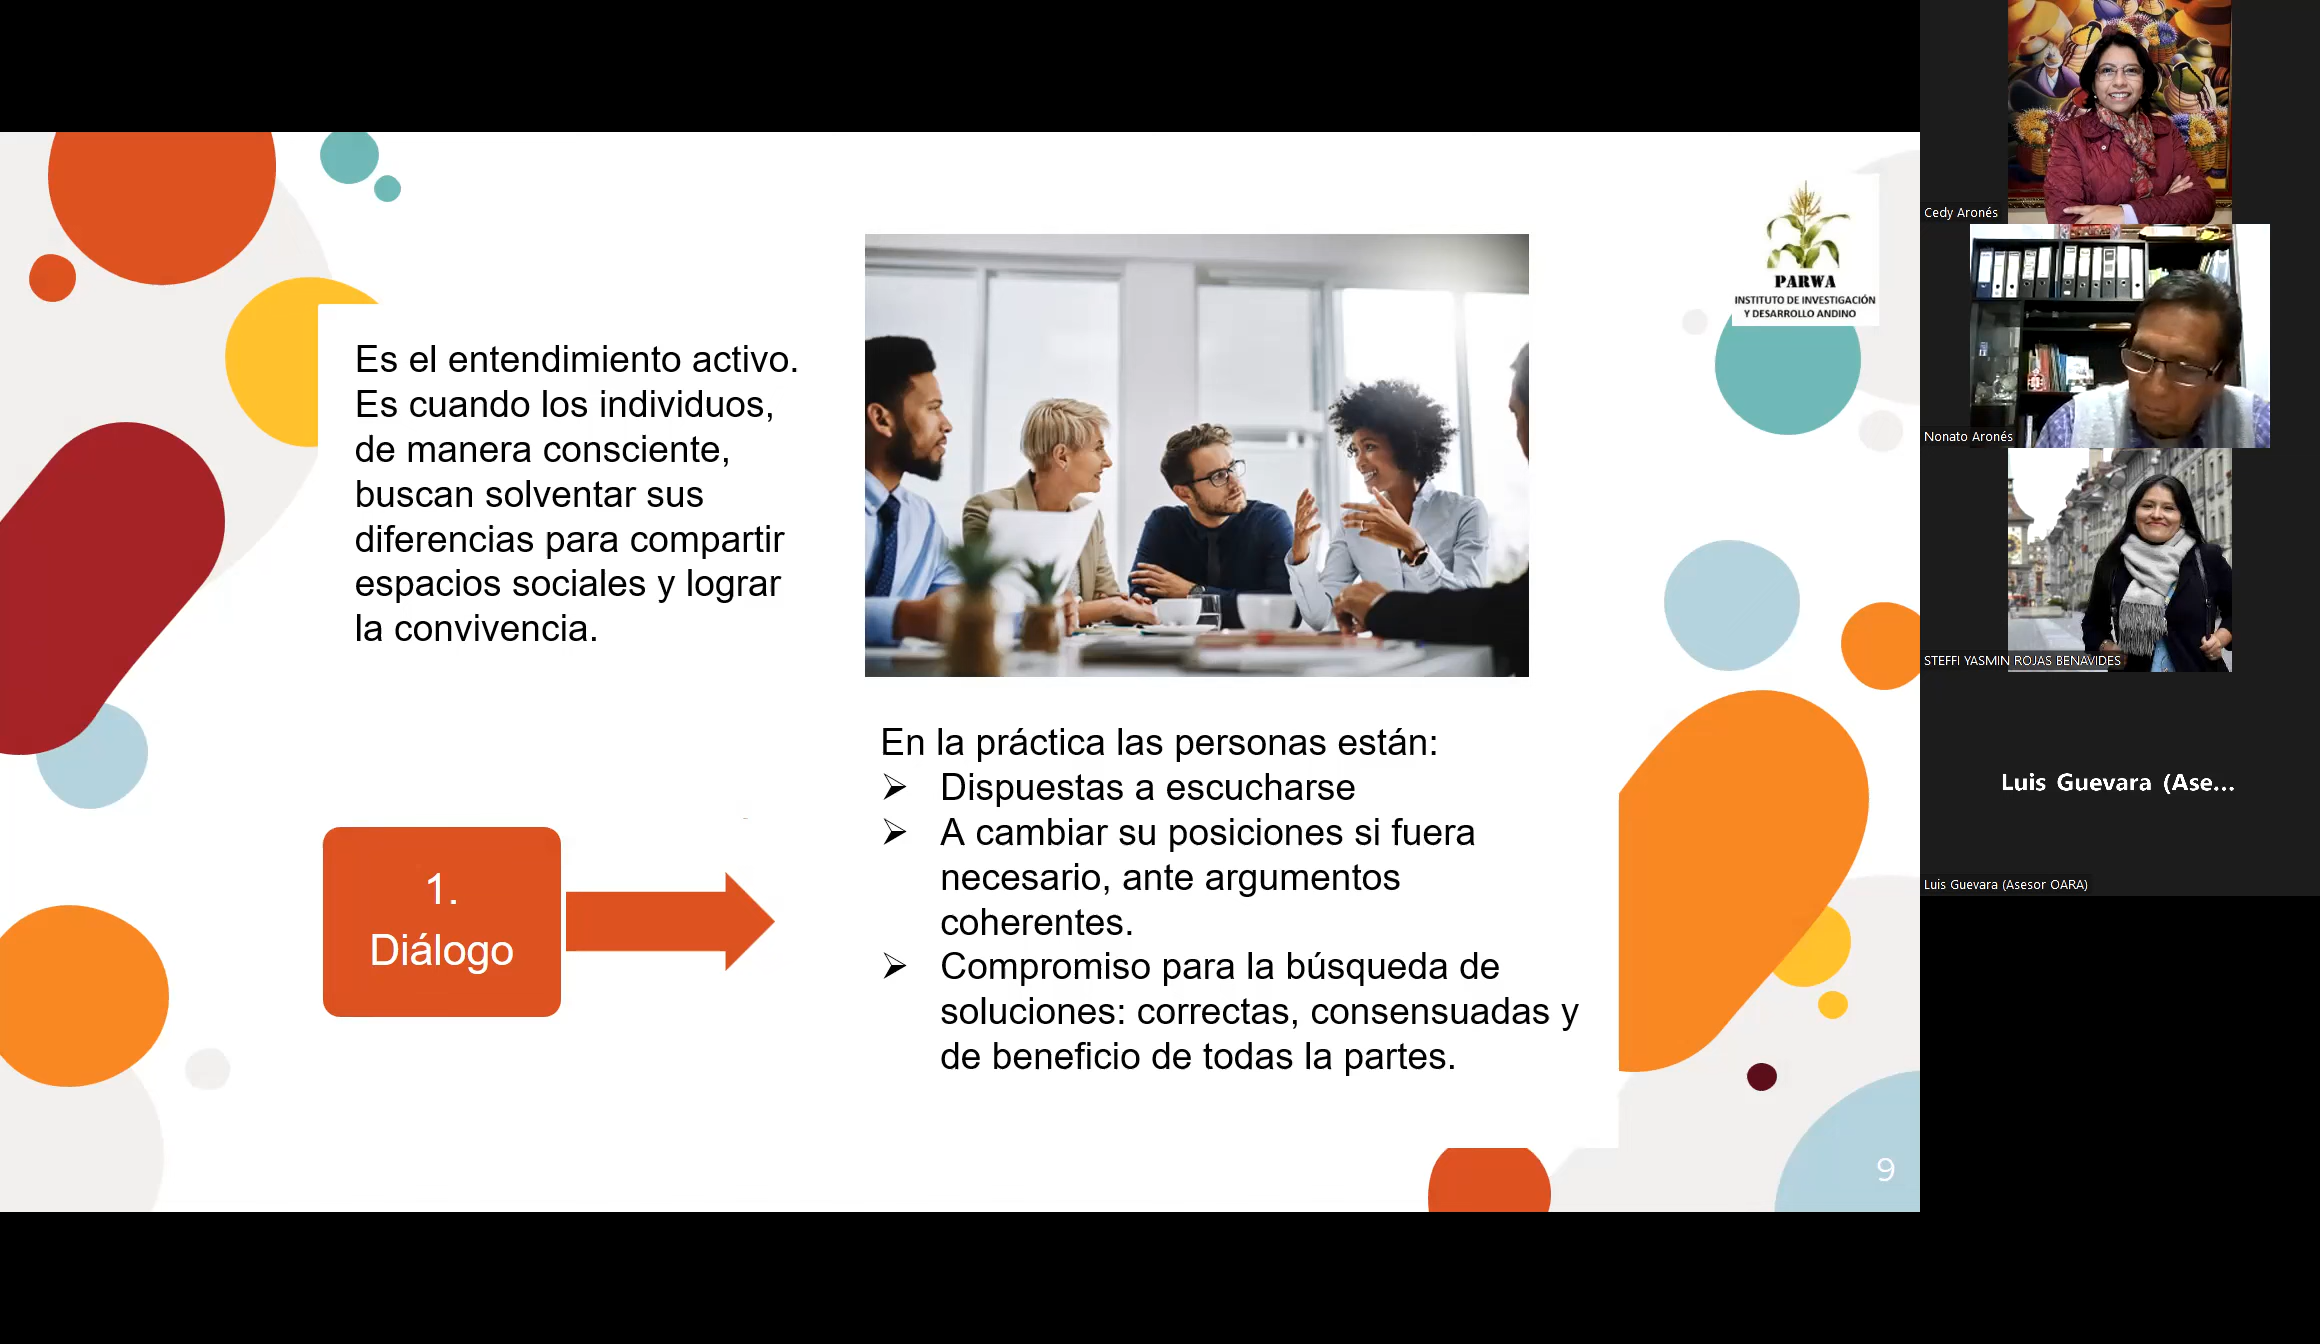 Es el entendimiento activo.
Es cuando los individuos,
de manera consciente,
buscan solventar sus
diferencias para compartir
espacios sociales y lograr
la convivencia.
1.
Diálogo
PARWA
INSTITUTO DE INVESTIGACIÓN
Y DESARROLLO ANDINO
En la práctica las personas están:
➢ Dispuestas a escucharse
➢ A cambiar su posiciones si fuera
necesario, ante argumentos
coherentes.
➢ Compromiso para la búsqueda de
soluciones: correctas, consensuadas y
de beneficio de todas la partes.
9
Cedy Aronés
Nonato Aronés
STEFFI YASMIN ROJAS BENAVIDES
Luis Guevara (Ase...
Luis Guevara (Asesor OARA)